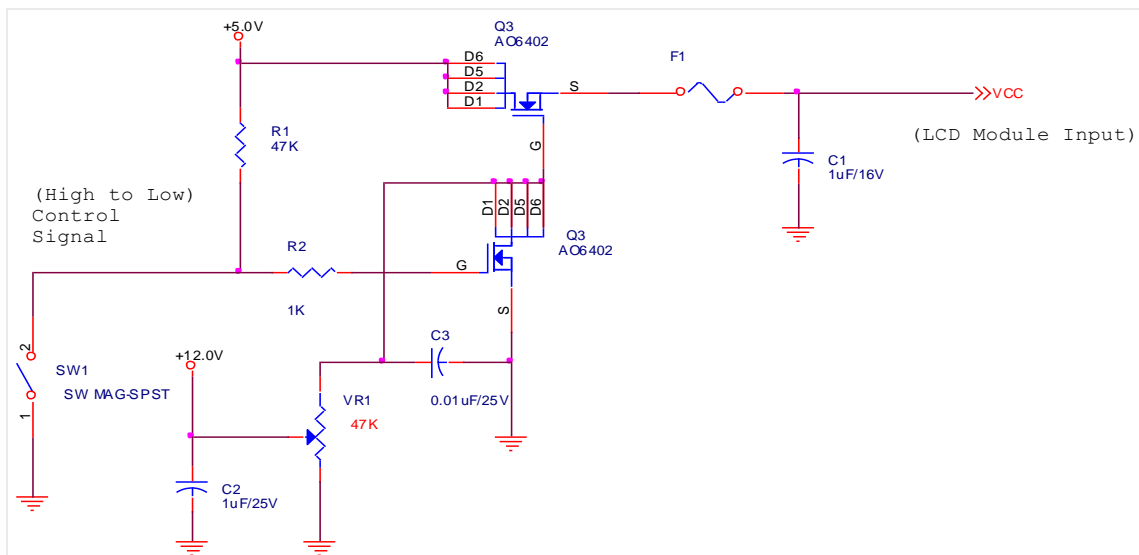 +5.0V
Q3
AO6402
D6
D5
D2
D1
S
G
F1
VCC
(LCD Module Input)
R1
47K
C1
1uF/16V
(High to Low)
Control
Signal
D1
D2
D5
D6
Q3
AO6402
G
S
R2
1K
2
SW1
SW MAG-SPST
1
+12.0V
C3
0.01uF/25V
VR1
47K
C2
1uF/25V